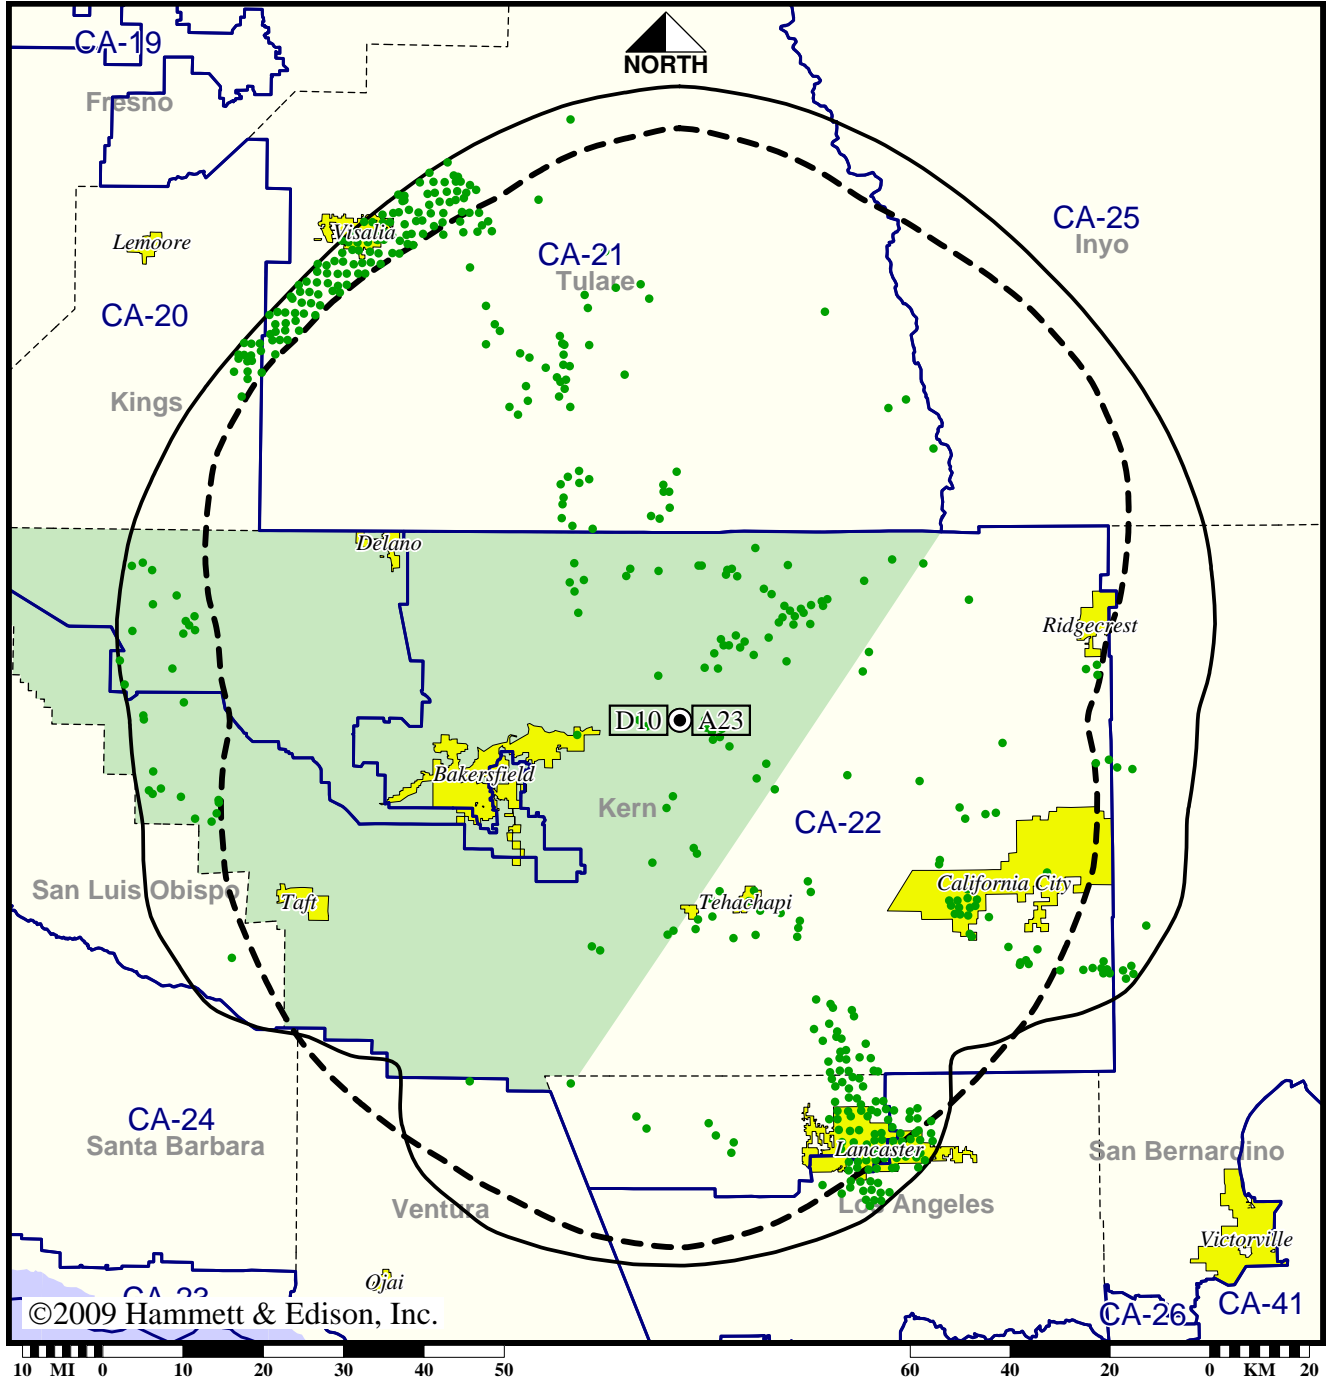 CA-19
Fresno
NORTH
Lemoore
Visalia
CA-21
Tulare
CA-25
Inyo
CA-20
Kings
Delano
Ridgecrest
D10
A23
Bakersfield
Kern
CA-22
San Luis Obispo
Taft
Tehachapi
California City
CA-24
Santa Barbara
Lancaster
San Bernardino
Ventura
Los Angeles
Victorville
Ojai
CA-23
©2009 Hammett & Edison, Inc.
CA-26
CA-41
10 MI 0 10 20 30 40 50
60 40 20 0 KM 20